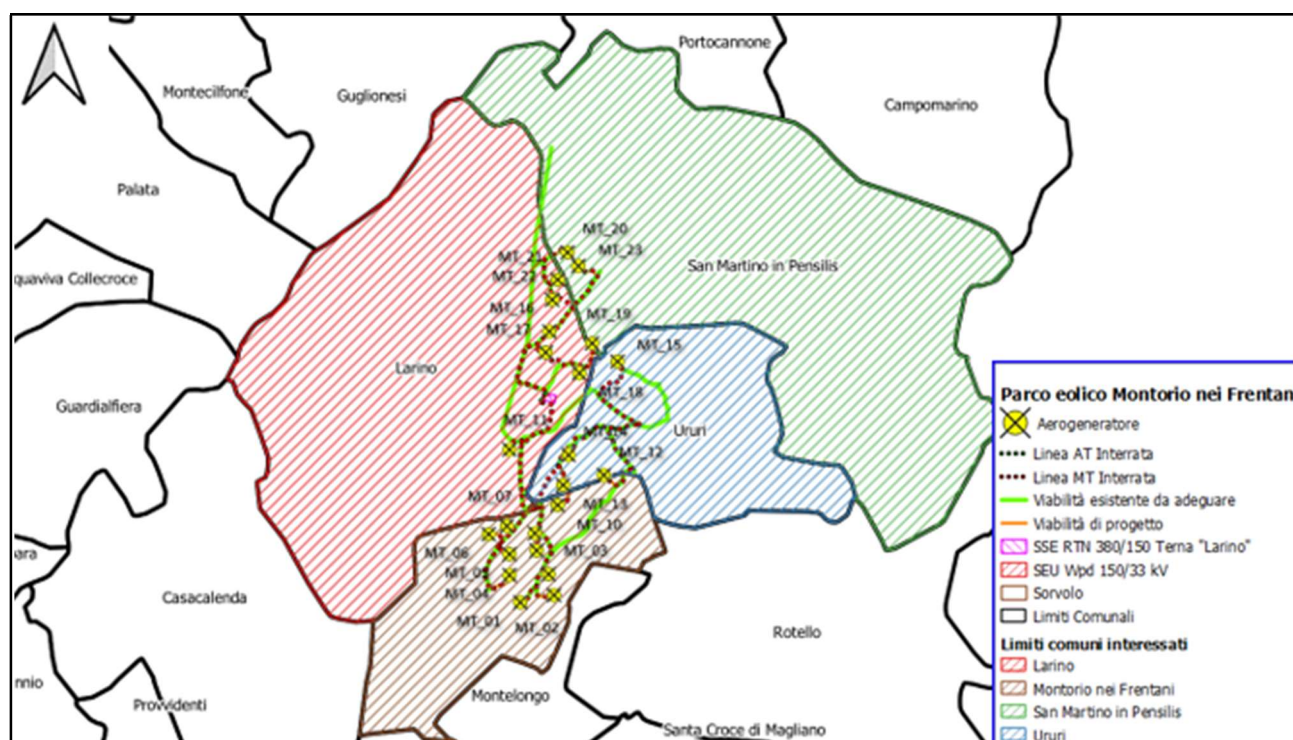 Portocannone
Montecilfone
Guglionesi
Campomarino
Palata
MT_20
MT_23
MT_21
MT_22
San Martino in Pensilis
quaviva Collecroce
MT_16
MT_19
MT_17
MT_15
Larino
MT_18
Guardialfiera
MT_11
Ururi
MT_12
MT_07
MT_13
MT_10
MT_06
MT_03
MT_04
Casacalenda
MT_01
MT_02
Rotello
nnio
Montelongo
Provvidenti
Santa Croce di Magliano
Parco eolico Montorio nei Frentan
Aerogeneratore
Linea AT Interrata
Linea MT Interrata
Viabilità esistente da adeguare
Viabilità di progetto
SSE RTN 380/150 Terna "Larino"
SEU Wpd 150/33 kV
Sorvolo
Limiti Comunali
Limiti comuni interessati
Larino
Montorio nei Frentani
San Martino in Pensilis
Ururi